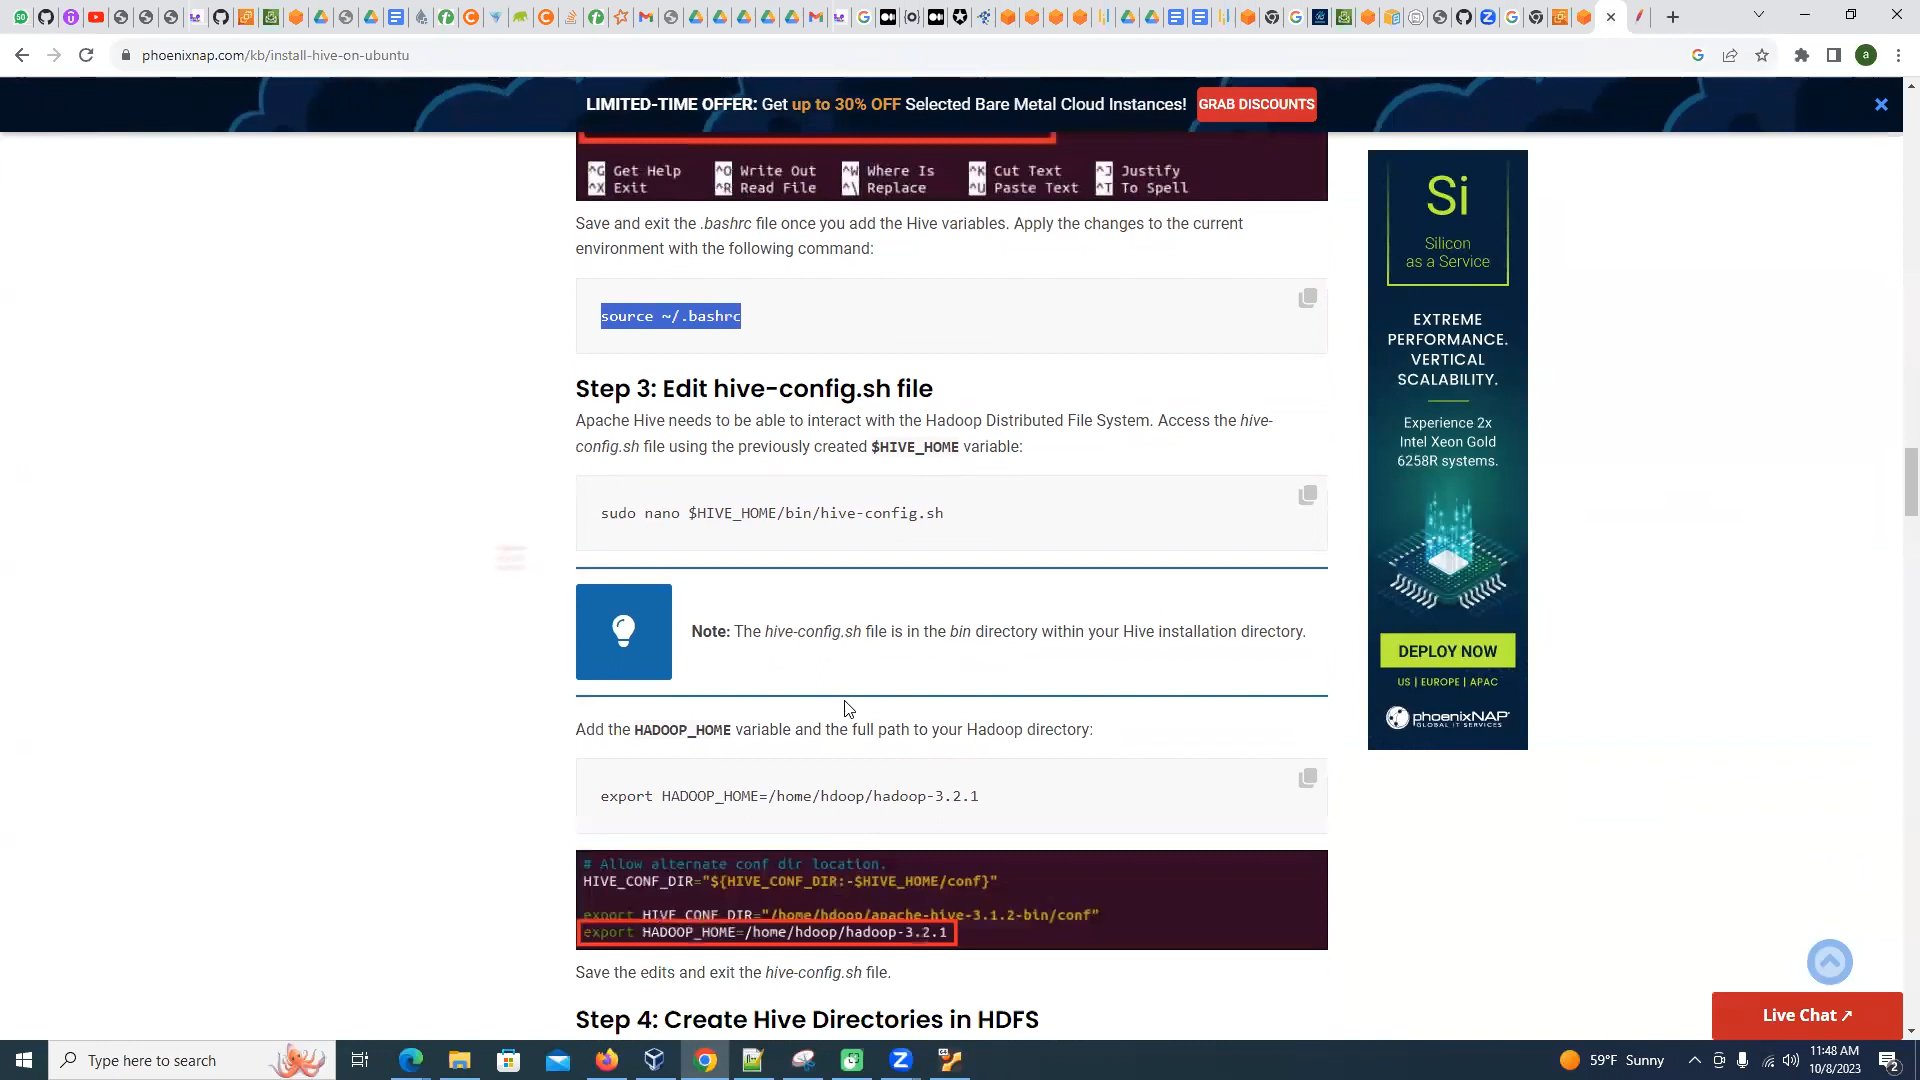 phoenixnap.com/kb/install-hive-on-ubuntu
a
LIMITED-TIME OFFER: Get up to 30% OFF Selected Bare Metal Cloud Instances!
GRAB DISCOUNTS
^G Get Help ^O Write Out ^W Where Is ^K Cut Text ^J Justify
^X Exit ^R Read File ^\ Replace ^U Paste Text ^T To Spell
Save and exit the .bashrc file once you add the Hive variables. Apply the changes to the current
environment with the following command:
source ~/.bashrc
Step 3: Edit hive-config.sh file
Apache Hive needs to be able to interact with the Hadoop Distributed File System. Access the hive-
config.sh file using the previously created $HIVE_HOME variable:
sudo nano $HIVE_HOME/bin/hive-config.sh
Note: The hive-config.sh file is in the bin directory within your Hive installation directory.
Add the HADOOP_HOME variable and the full path to your Hadoop directory:
export HADOOP_HOME=/home/hdoop/hadoop-3.2.1
# Allow alternate conf dir location.
HIVE_CONF_DIR="${HIVE_CONF_DIR:-$HIVE_HOME/conf}"
export HIVE_CONF_DIR="/home/hdoop/apache-hive-3.1.2-bin/conf"
export HADOOP_HOME=/home/hdoop/hadoop-3.2.1
Save the edits and exit the hive-config.sh file.
Step 4: Create Hive Directories in HDFS
Si
Silicon
as a Service
EXTREME
PERFORMANCE.
VERTICAL
SCALABILITY.
Experience 2x
Intel Xeon Gold
6258R systems.
DEPLOY NOW
US | EUROPE | APAC
phoenixNAP
GLOBAL IT SERVICES
Live Chat
Type here to search
59°F Sunny
11:48 AM
10/8/2023
2